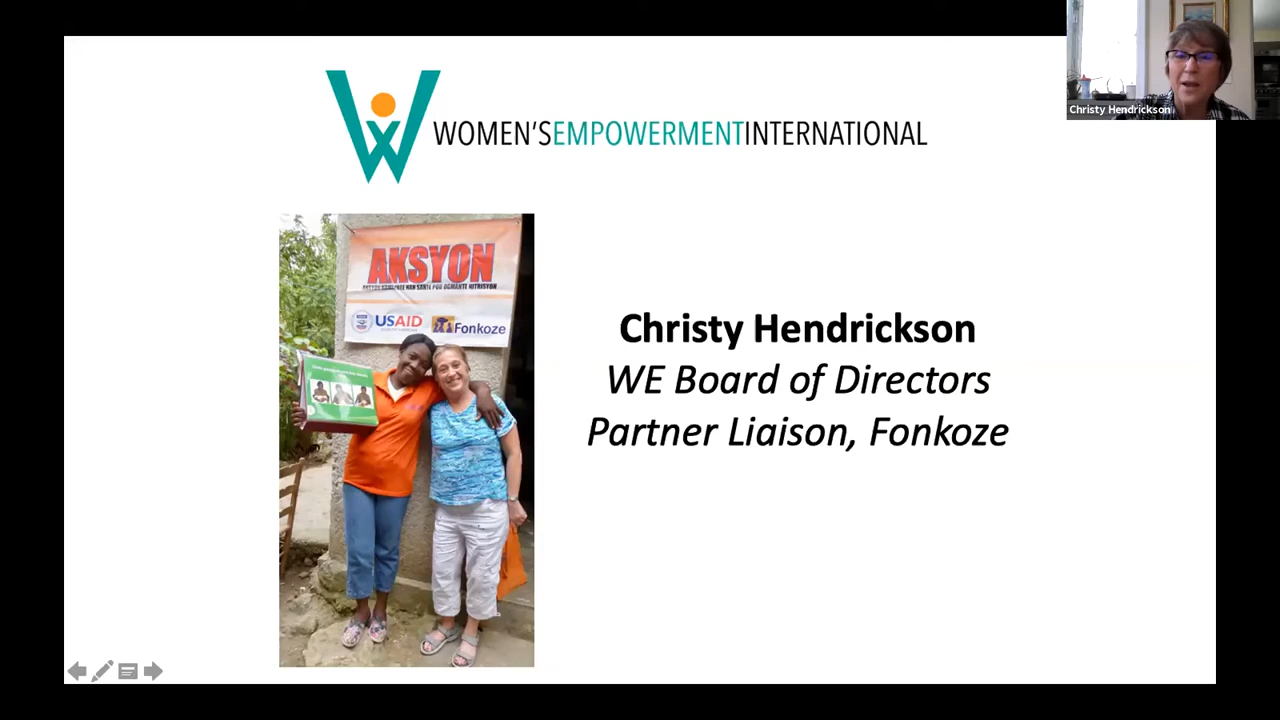 Christy Hendrickson
WOMEN'SEMPOWERMENTINTERNATIONAL
AKSYON
USAID
Fonkoze
Christy Hendrickson
WE Board of Directors
Partner Liaison, Fonkoze